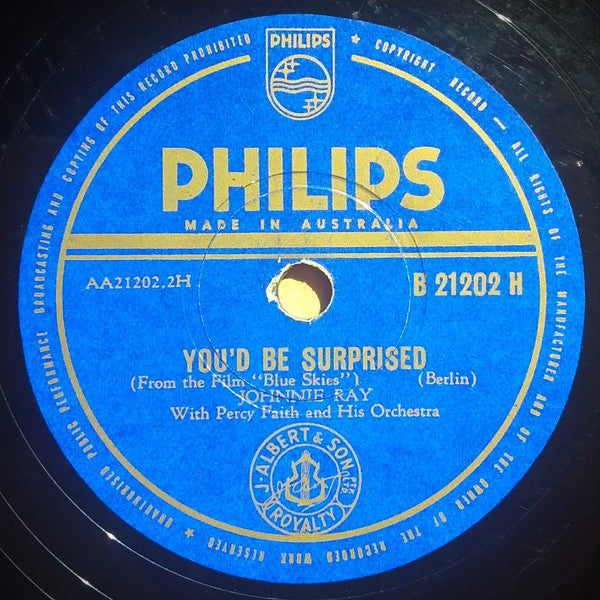 PHILIPS
PHILIPS
MADE IN AUSTRALIA
AA21202.2H
B 21202 H
YOU'D BE SURPRISED
(From the Film "Blue Skies") (Berlin)
JOHNNIE RAY
With Percy Faith and His Orchestra
J. ALBERT & SON PTY. LTD.
ROYALTY
★ COPYRIGHT RECORD — ALL RIGHTS OF THE MANUFACTURER AND OF THE OWNER OF THE RECORDED WORK RESERVED ★ UNAUTHORISED PUBLIC PERFORMANCE BROADCASTING AND COPYING OF THIS RECORD PROHIBITED